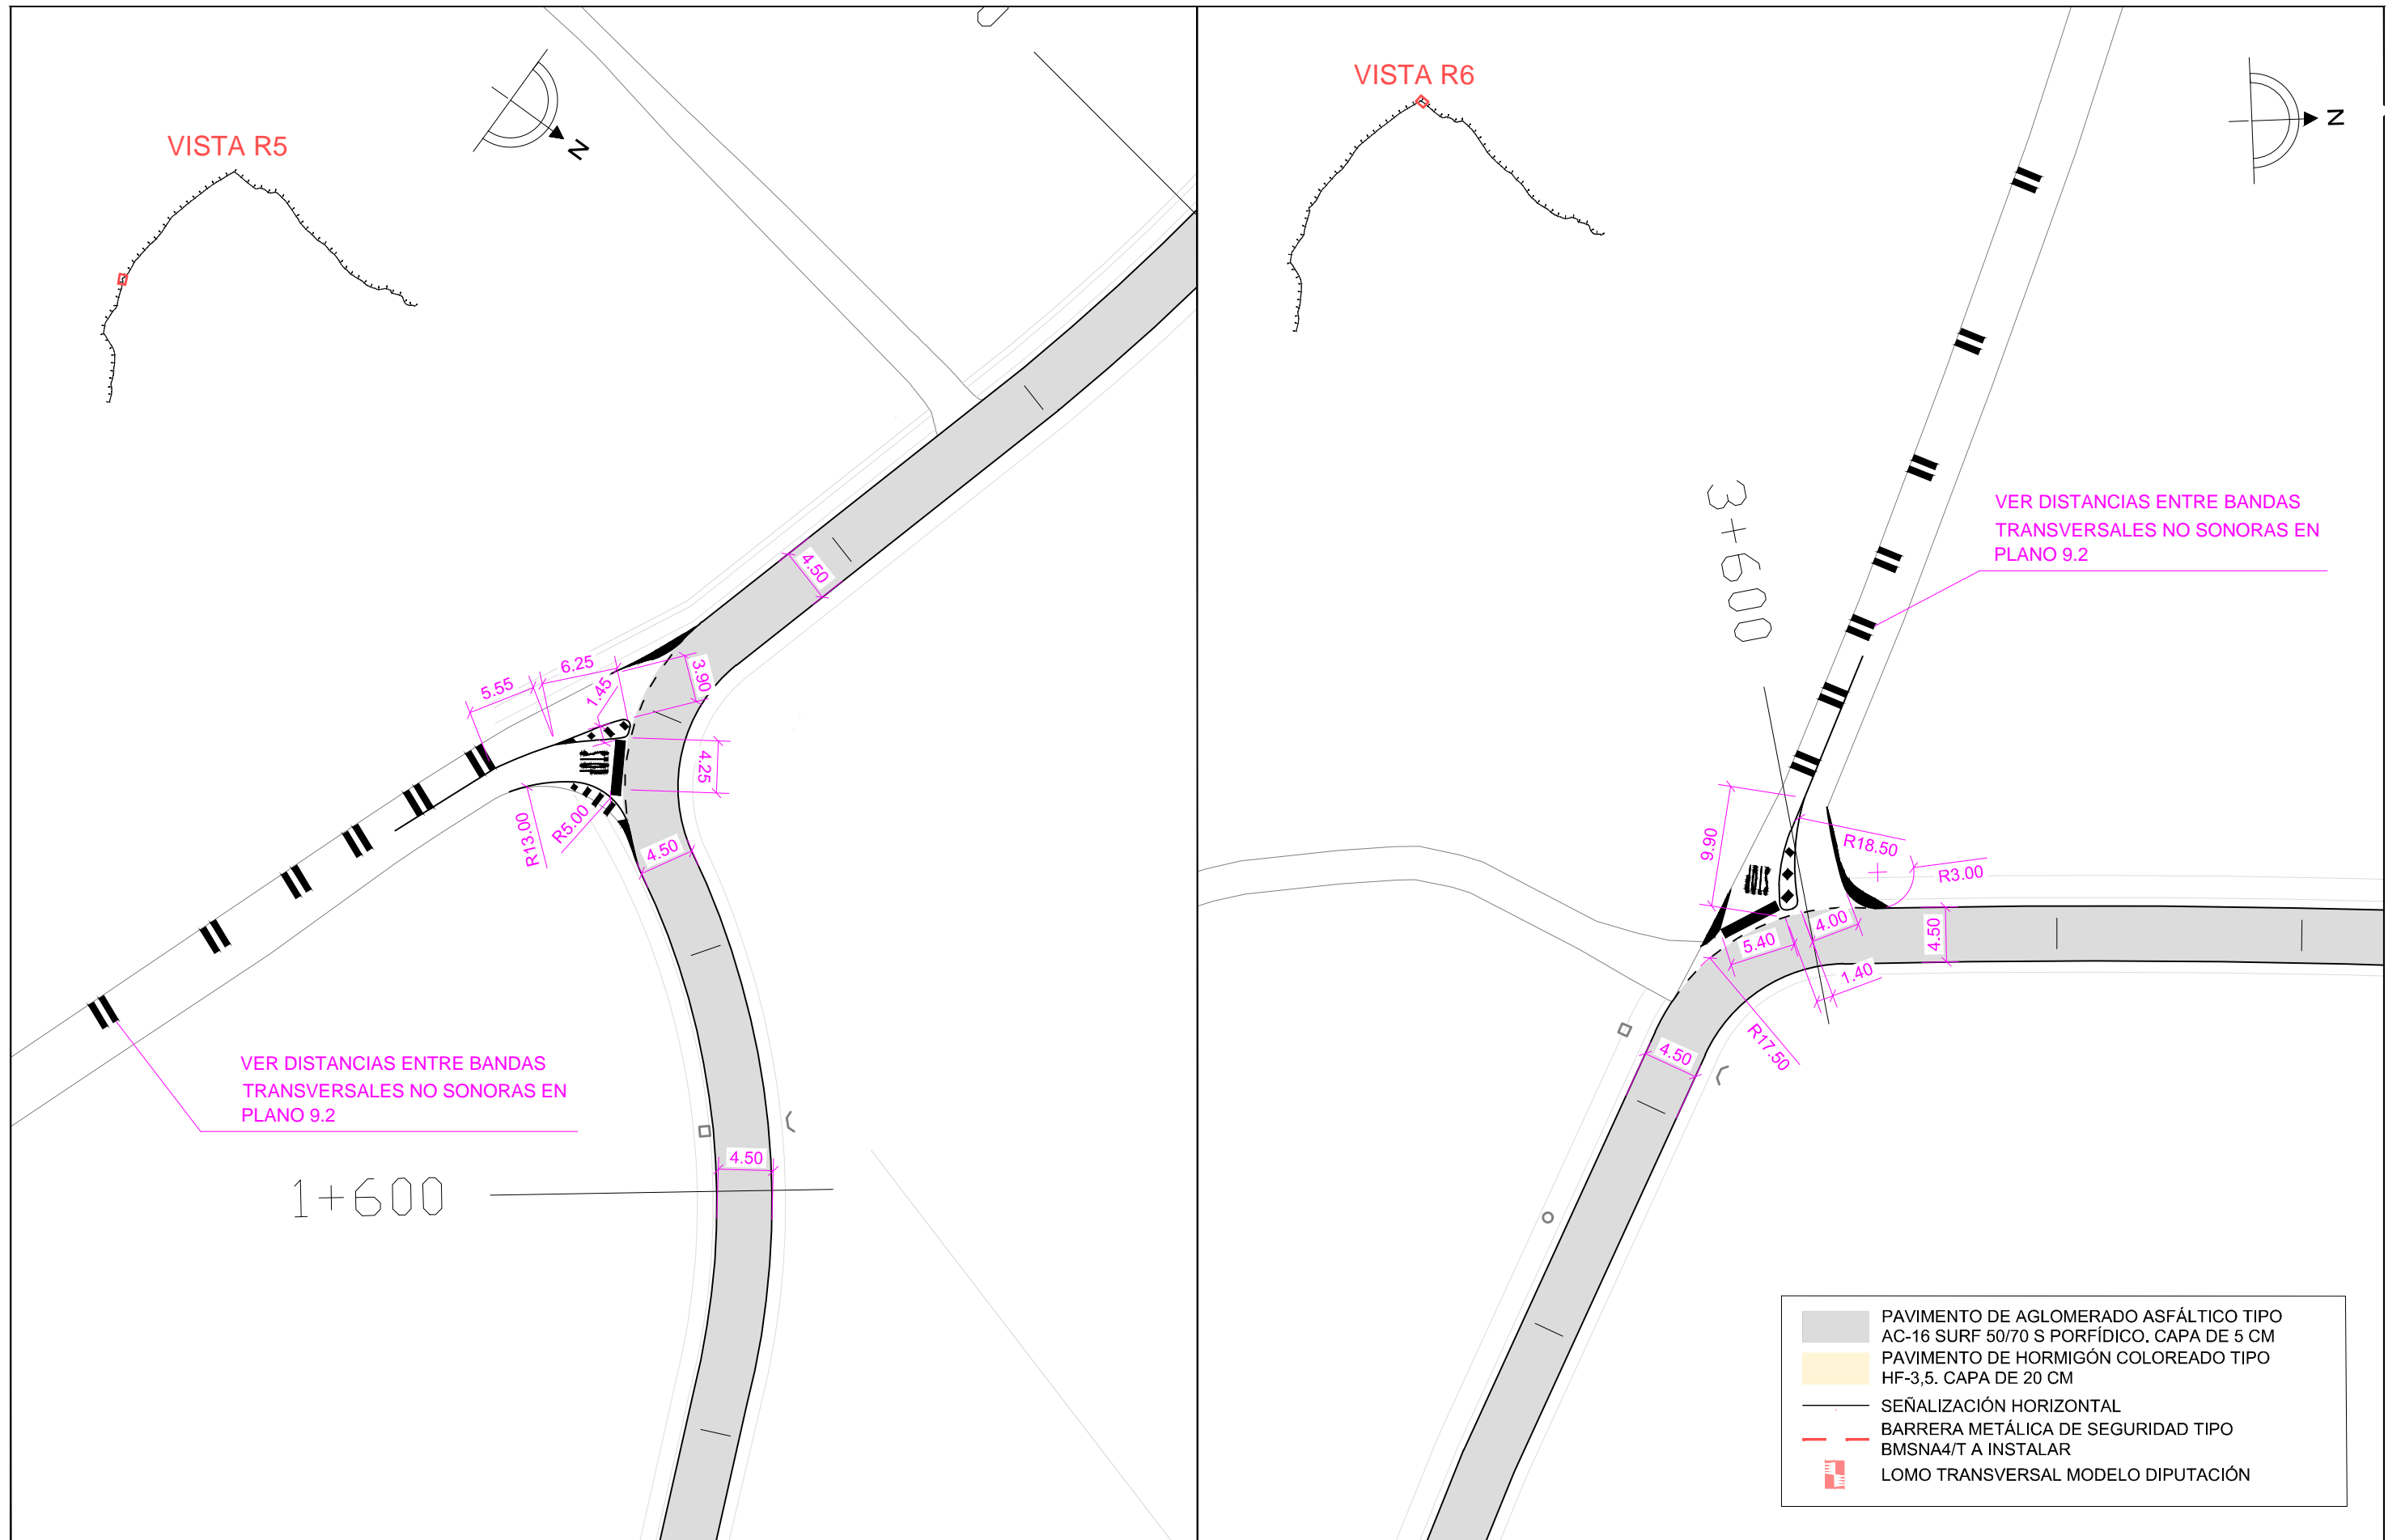 VISTA R5
N
4.50
6.25
5.55
1.45
3.90
4.25
R13.00
R5.00
4.50
VER DISTANCIAS ENTRE BANDAS
TRANSVERSALES NO SONORAS EN
PLANO 9.2
4.50
1+600
VISTA R6
N
3+600
VER DISTANCIAS ENTRE BANDAS
TRANSVERSALES NO SONORAS EN
PLANO 9.2
9.90
R18.50
R3.00
5.40
4.00
4.50
1.40
R17.50
4.50
PAVIMENTO DE AGLOMERADO ASFÁLTICO TIPO
AC-16 SURF 50/70 S PORFÍDICO. CAPA DE 5 CM
PAVIMENTO DE HORMIGÓN COLOREADO TIPO
HF-3,5. CAPA DE 20 CM
SEÑALIZACIÓN HORIZONTAL
BARRERA METÁLICA DE SEGURIDAD TIPO
BMSNA4/T A INSTALAR
LOMO TRANSVERSAL MODELO DIPUTACIÓN